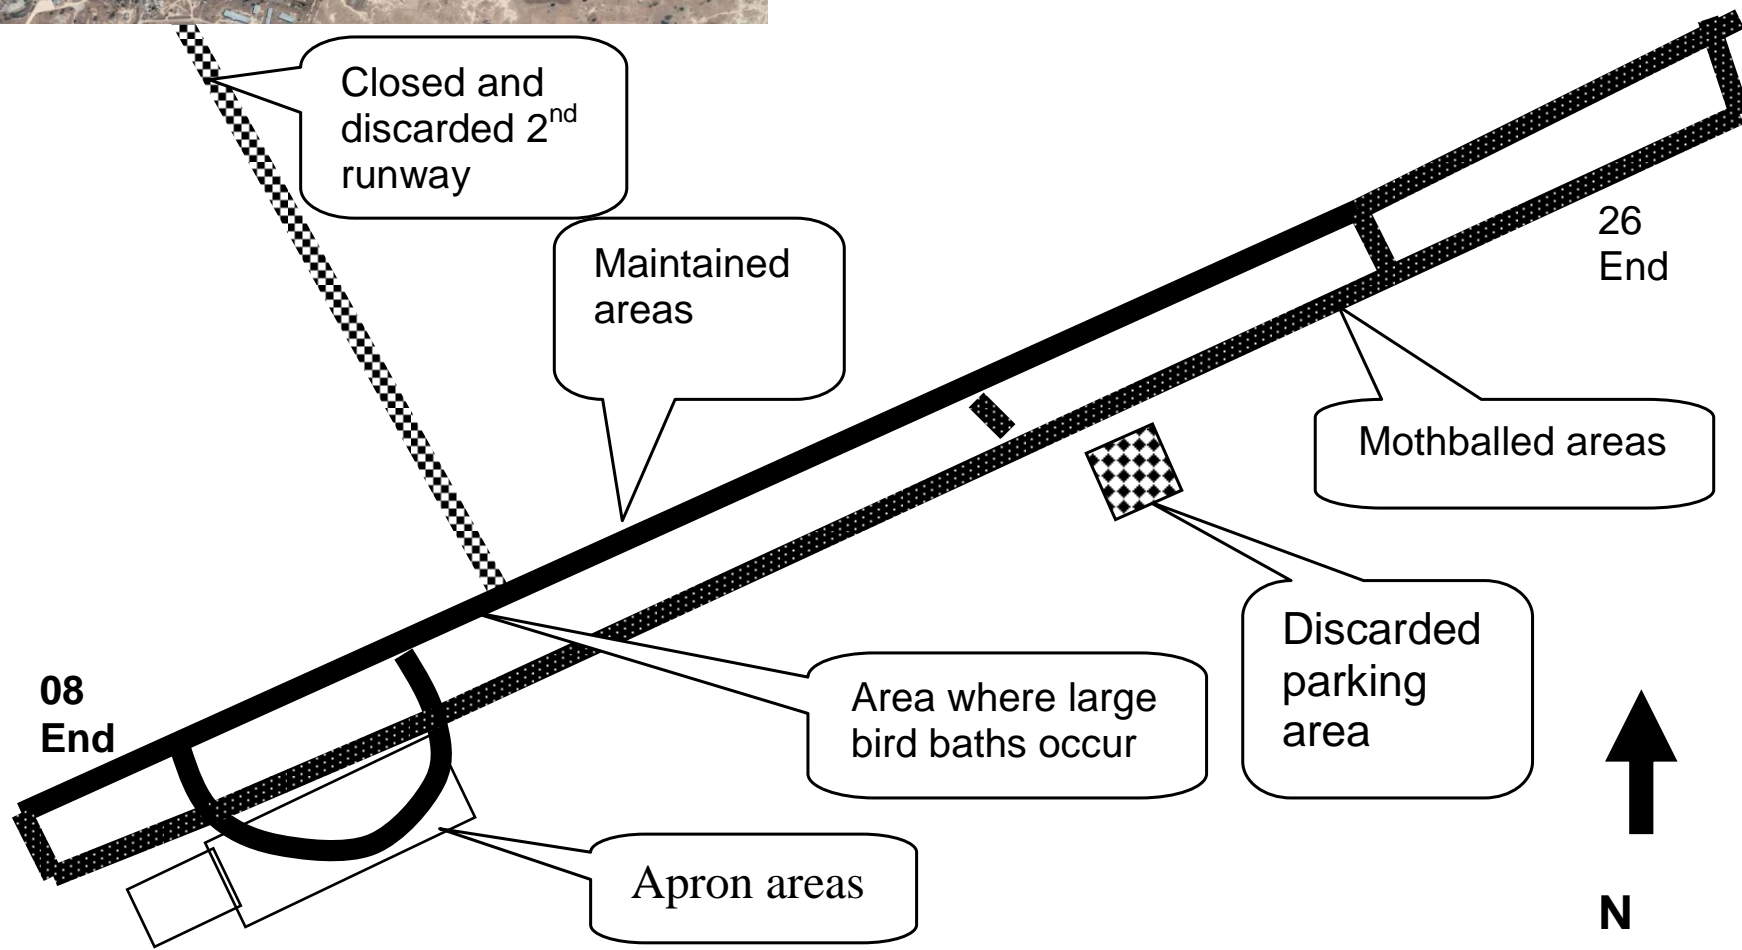 Closed and
discarded 2nd
runway
Maintained
areas
26
End
Mothballed areas
Discarded
parking
area
08
End
Area where large
bird baths occur
Apron areas
N